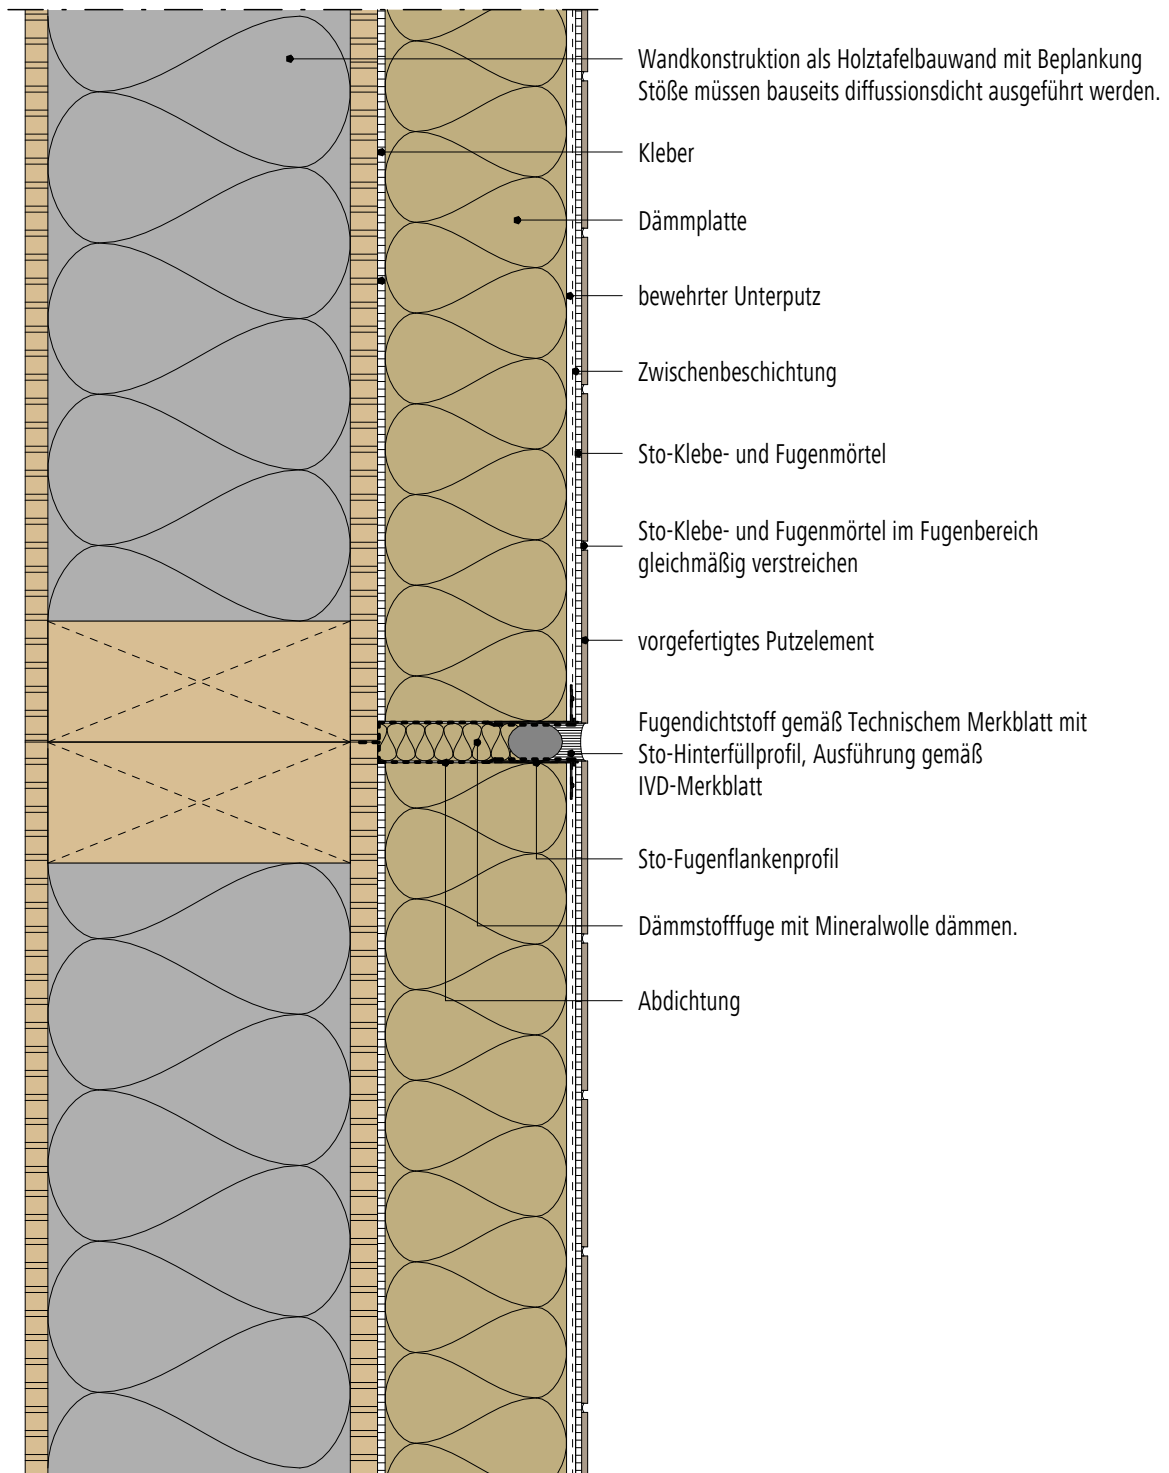 Wandkonstruktion als Holztafelbauwand mit Beplankung
Stöße müssen bauseits diffussionsdicht ausgeführt werden.
Kleber
Dämmplatte
bewehrter Unterputz
Zwischenbeschichtung
Sto-Klebe- und Fugenmörtel
Sto-Klebe- und Fugenmörtel im Fugenbereich
gleichmäßig verstreichen
vorgefertigtes Putzelement
Fugendichtstoff gemäß Technischem Merkblatt mit
Sto-Hinterfüllprofil, Ausführung gemäß
IVD-Merkblatt
Sto-Fugenflankenprofil
Dämmstofffuge mit Mineralwolle dämmen.
Abdichtung